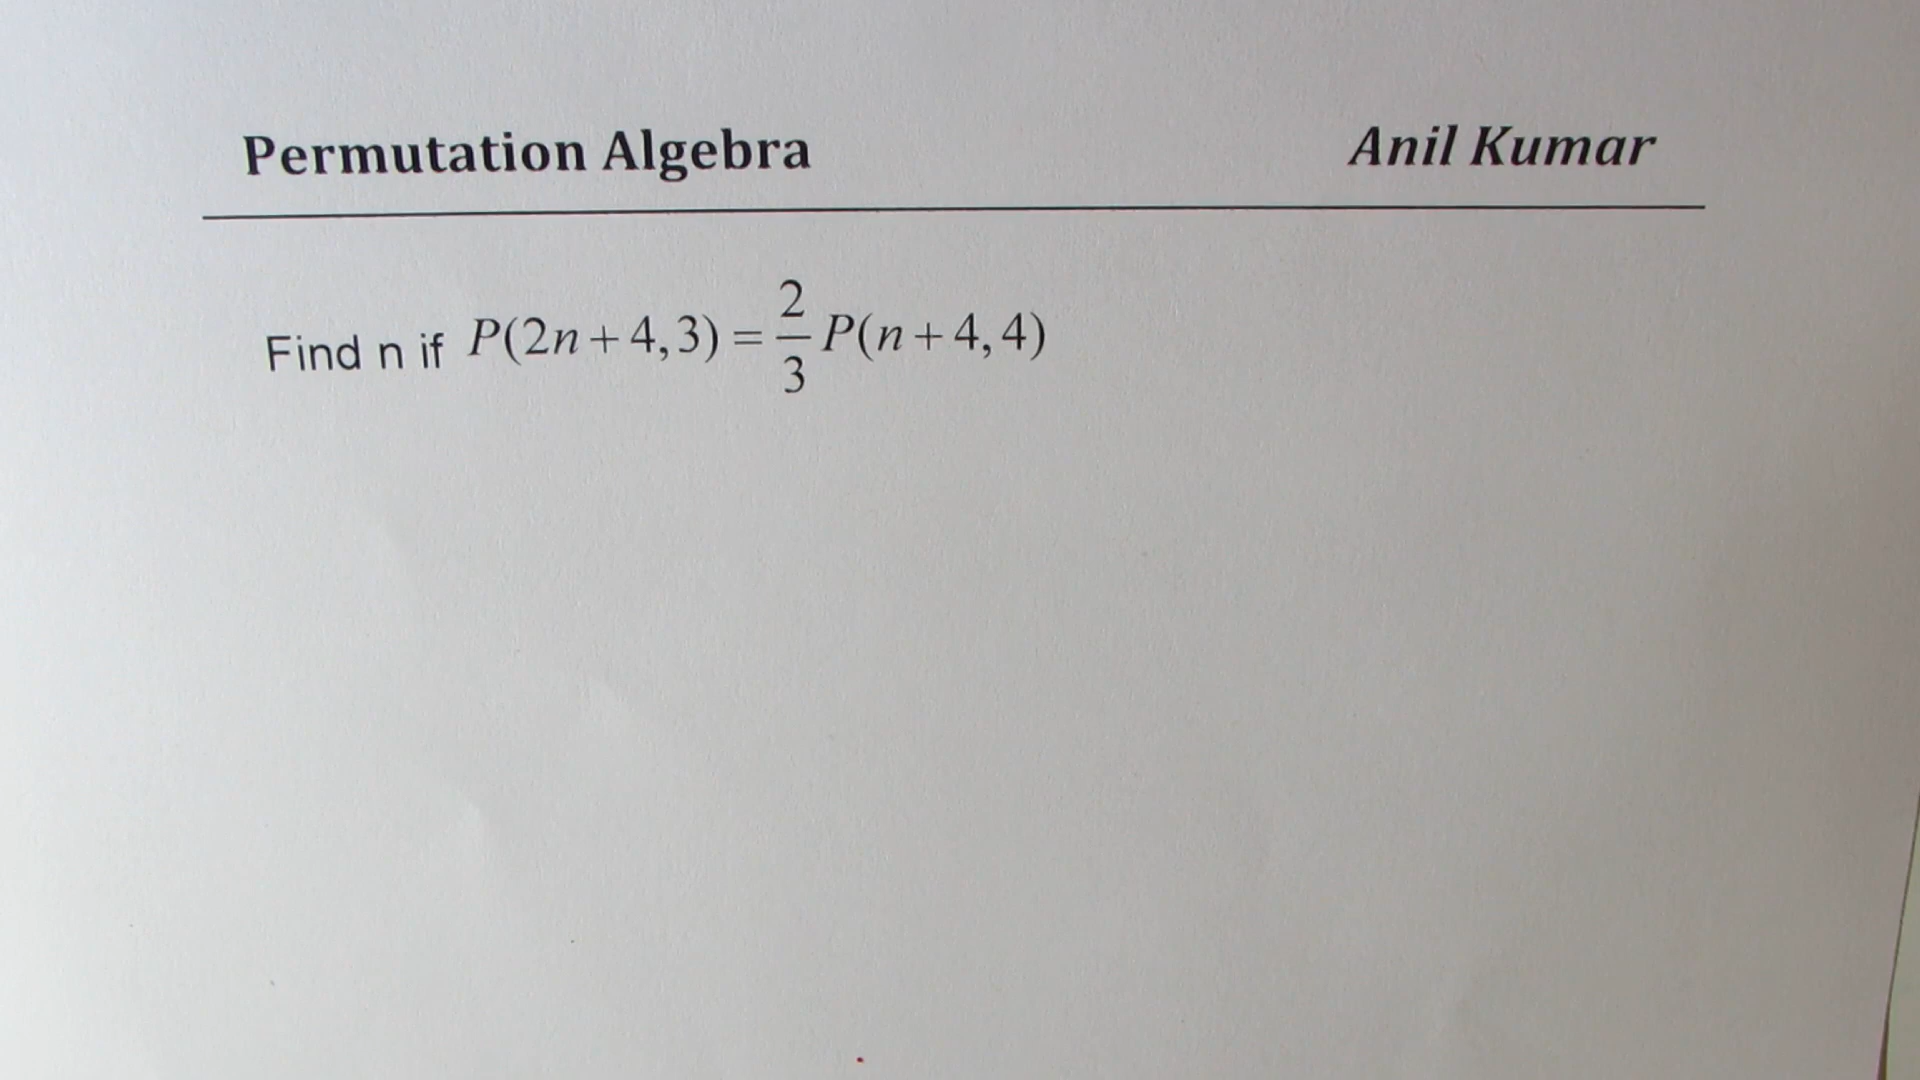 Permutation Algebra Anil Kumar
Find n if P(2n+4,3) = 2/3 P(n+4,4)